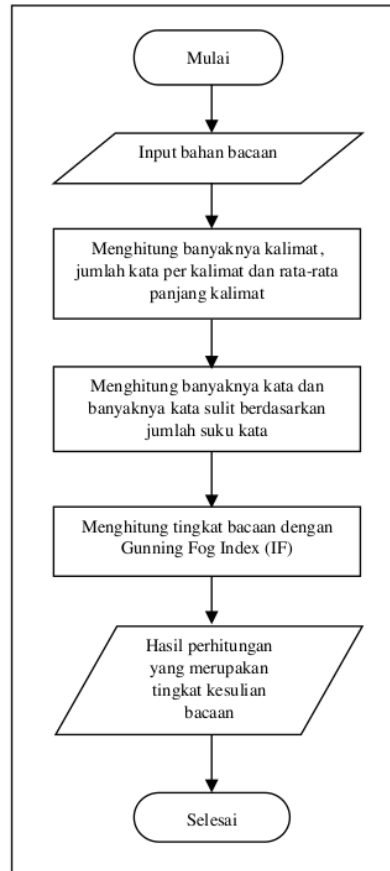 Mulai
Input bahan bacaan
Menghitung banyaknya kalimat,
jumlah kata per kalimat dan rata-rata
panjang kalimat
Menghitung banyaknya kata dan
banyaknya kata sulit berdasarkan
jumlah suku kata
Menghitung tingkat bacaan dengan
Gunning Fog Index (IF)
Hasil perhitungan
yang merupakan
tingkat kesulian
bacaan
Selesai